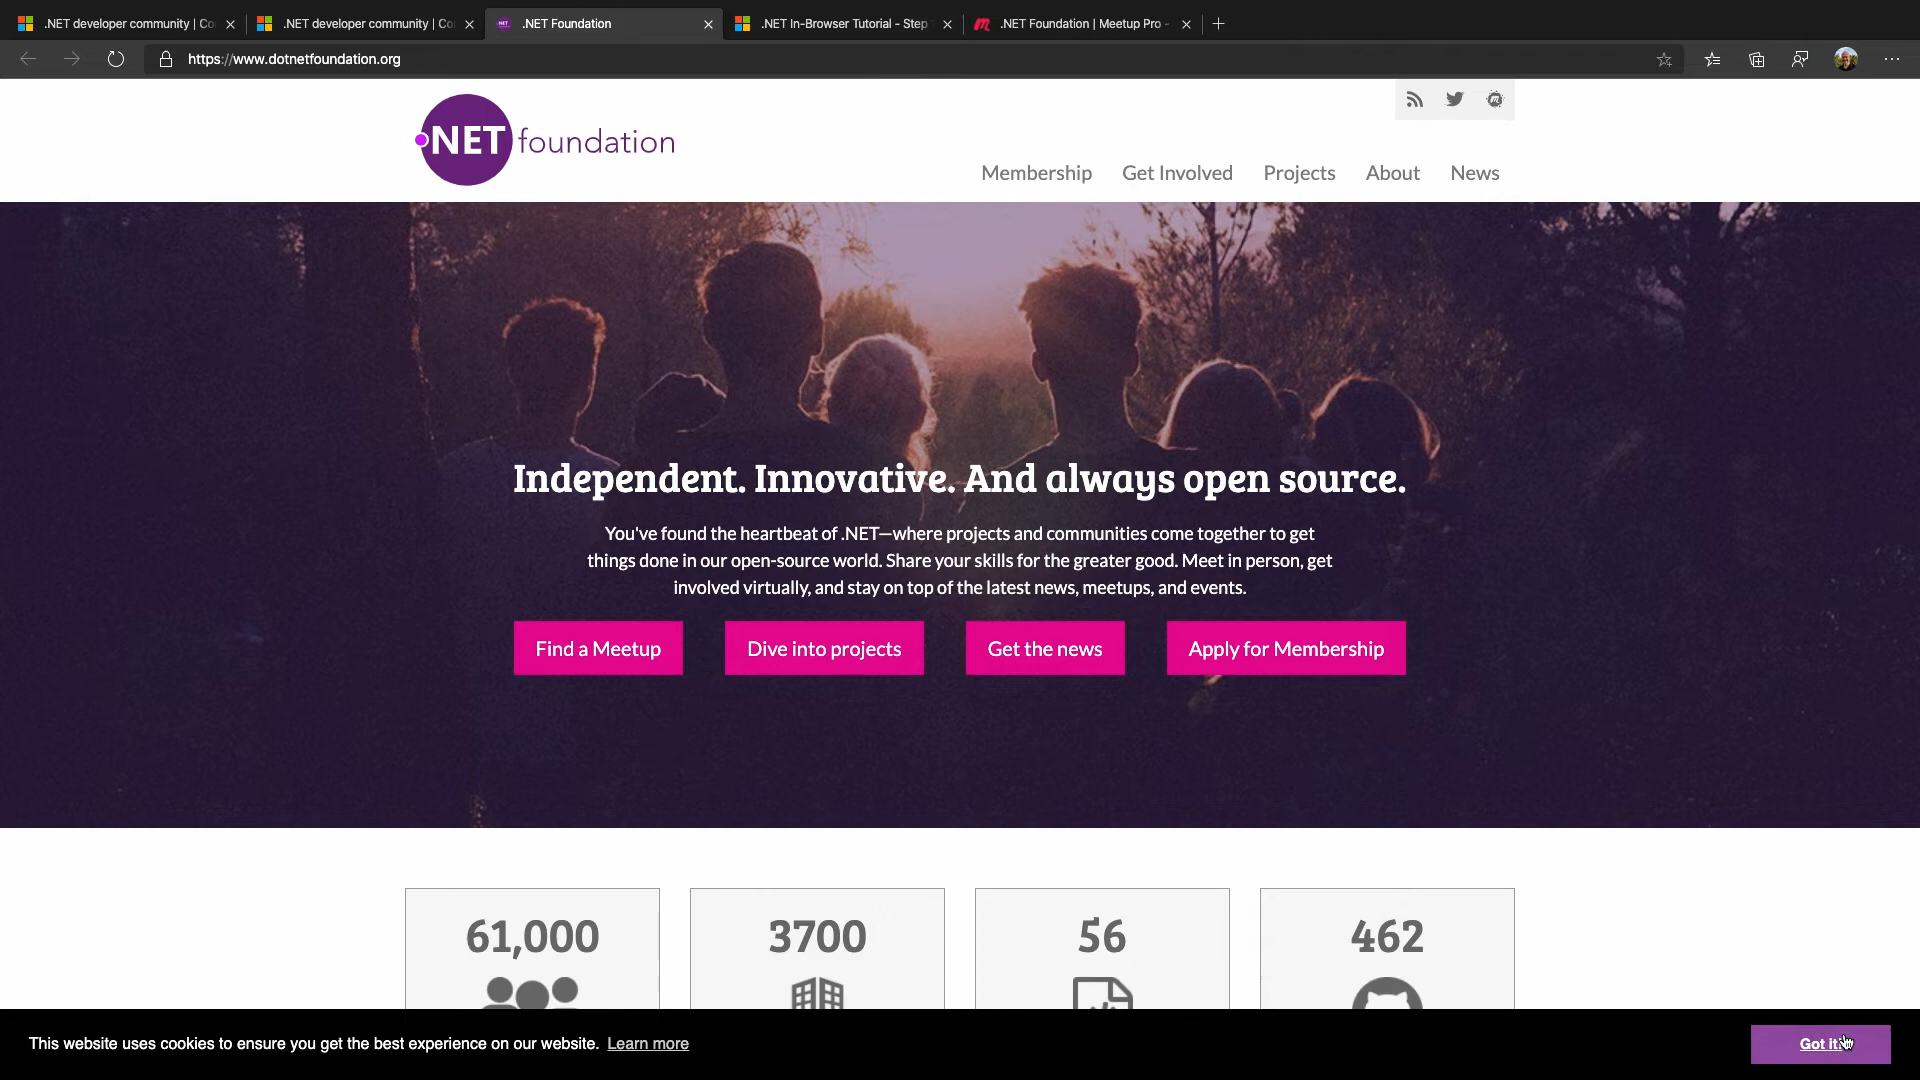 .NET developer community | Co
.NET developer community | Co
.NET Foundation
.NET In-Browser Tutorial - Step
.NET Foundation | Meetup Pro -
https://www.dotnetfoundation.org
.NET foundation
Membership
Get Involved
Projects
About
News
Independent. Innovative. And always open source.
You've found the heartbeat of .NET—where projects and communities come together to get
things done in our open-source world. Share your skills for the greater good. Meet in person, get
involved virtually, and stay on top of the latest news, meetups, and events.
Find a Meetup
Dive into projects
Get the news
Apply for Membership
61,000
3700
56
462
This website uses cookies to ensure you get the best experience on our website. Learn more
Got it!